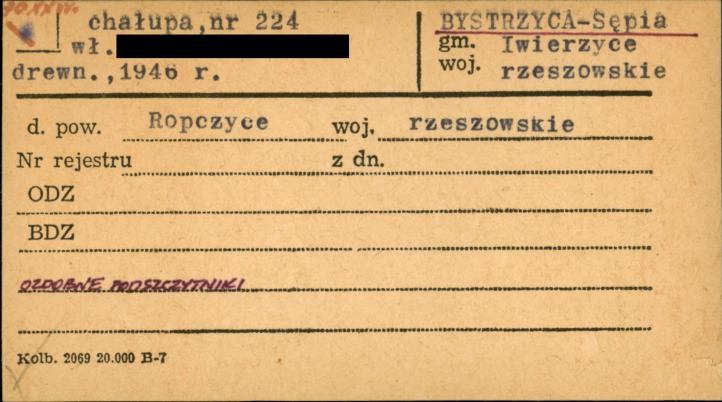 chałupa,nr 224
wł.
drewn.,1946 r.
BYSTRZYCA-Sępia
gm. Iwierzyce
woj. rzeszowskie
d. pow. Ropczyce woj. rzeszowskie
Nr rejestru z dn.
ODZ
BDZ
OZDOBNE PODSZCZYTNIKI
Kolb. 2069 20.000 B-7